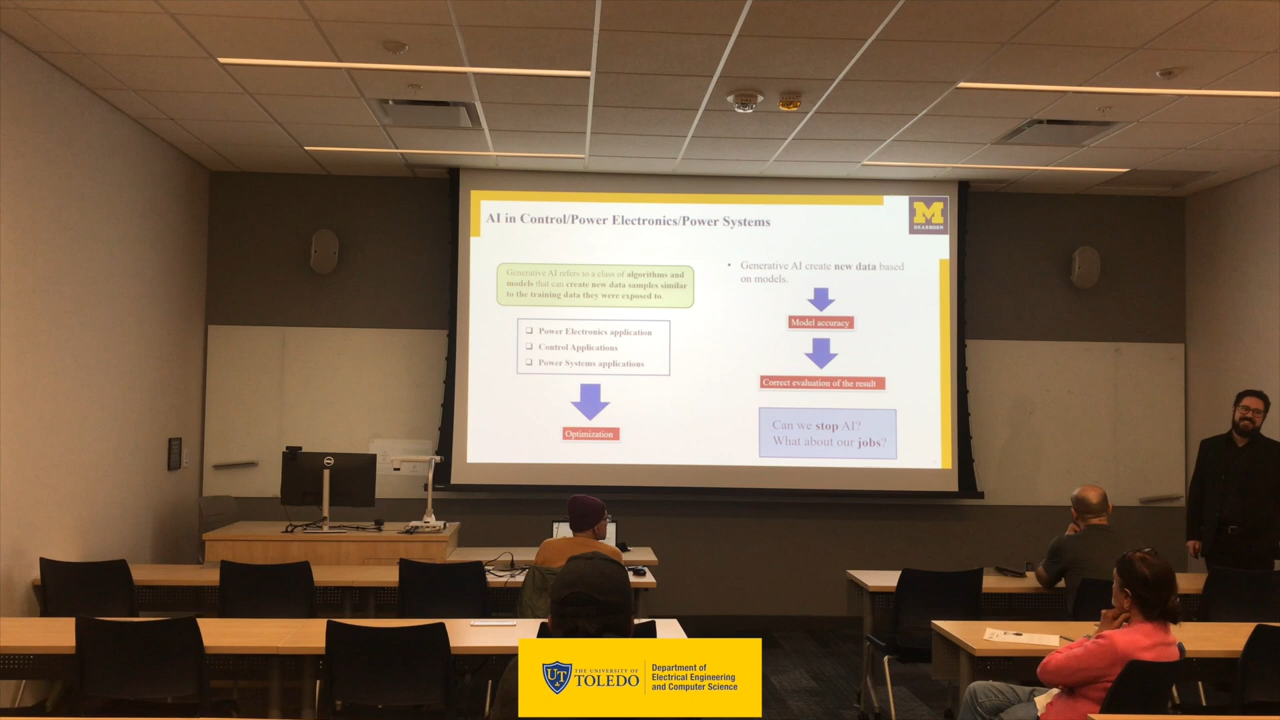 AI in Control/Power Electronics/Power Systems
M
DEARBORN
Generative AI refers to a class of algorithms and
models that can create new data samples similar
to the training data they were exposed to.
Power Electronics application
Control Applications
Power Systems applications
Optimization
• Generative AI create new data based
on models.
Model accuracy
Correct evaluation of the result
Can we stop AI?
What about our jobs?
DELL
UT
THE UNIVERSITY OF
TOLEDO
Department of
Electrical Engineering
and Computer Science